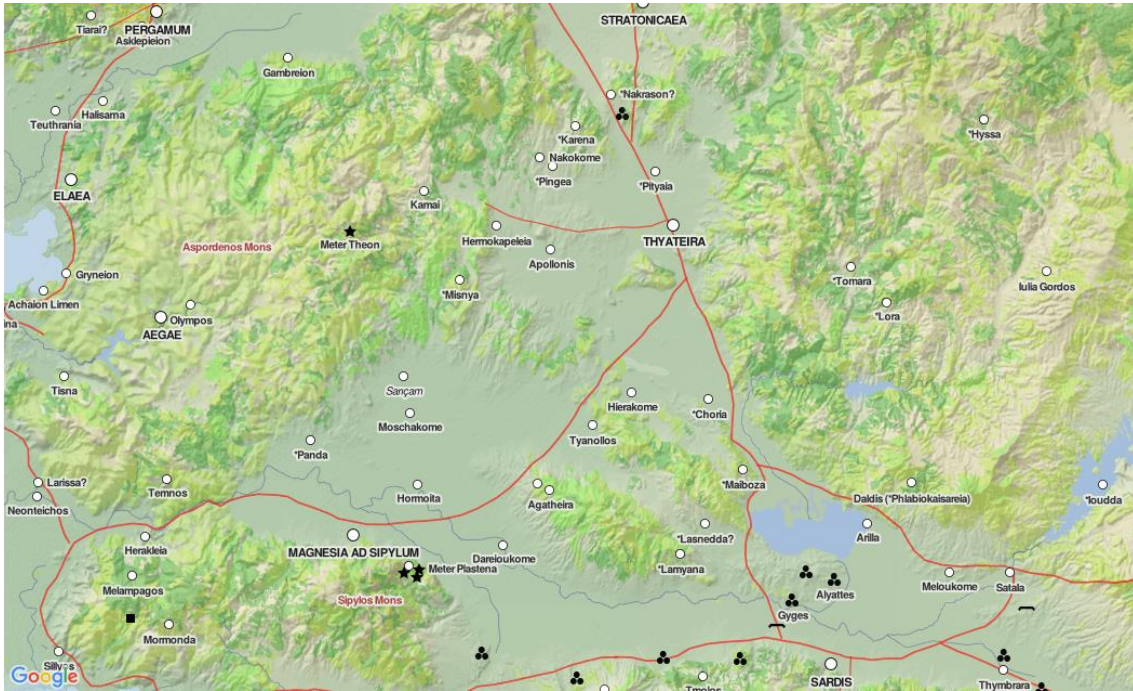 Tiarai?
PERGAMUM
Asklepieion
STRATONICAEA
Gambreion
*Nakrason?
Halisarna
Teuthrania
*Hyssa
*Karena
Nakokome
*Pingea
*Pityaia
ELAEA
Kamai
Hermokapeleia
THYATEIRA
Meter Theon
Aspordenos Mons
Apollonis
Gryneion
*Misnya
*Tomara
Iulia Gordos
Achaion Limen
Olympos
*Lora
ina
AEGAE
Tisna
Sançam
Hierakome
*Choria
Moschakome
Tyanollos
*Panda
Larissa?
Temnos
*Maiboza
Hormoita
Daldis (*Phlabiokaisareia)
*Ioudda
Neonteichos
Agatheira
*Lasnedda?
Arilla
Herakleia
MAGNESIA AD SIPYLUM
Dareioukome
Meter Plastena
*Lamyana
Melampagos
Alyattes
Meloukome
Satala
Sipylos Mons
Gyges
Mormonda
Sillyos
Google
SARDIS
Tmolos
Thymbrara